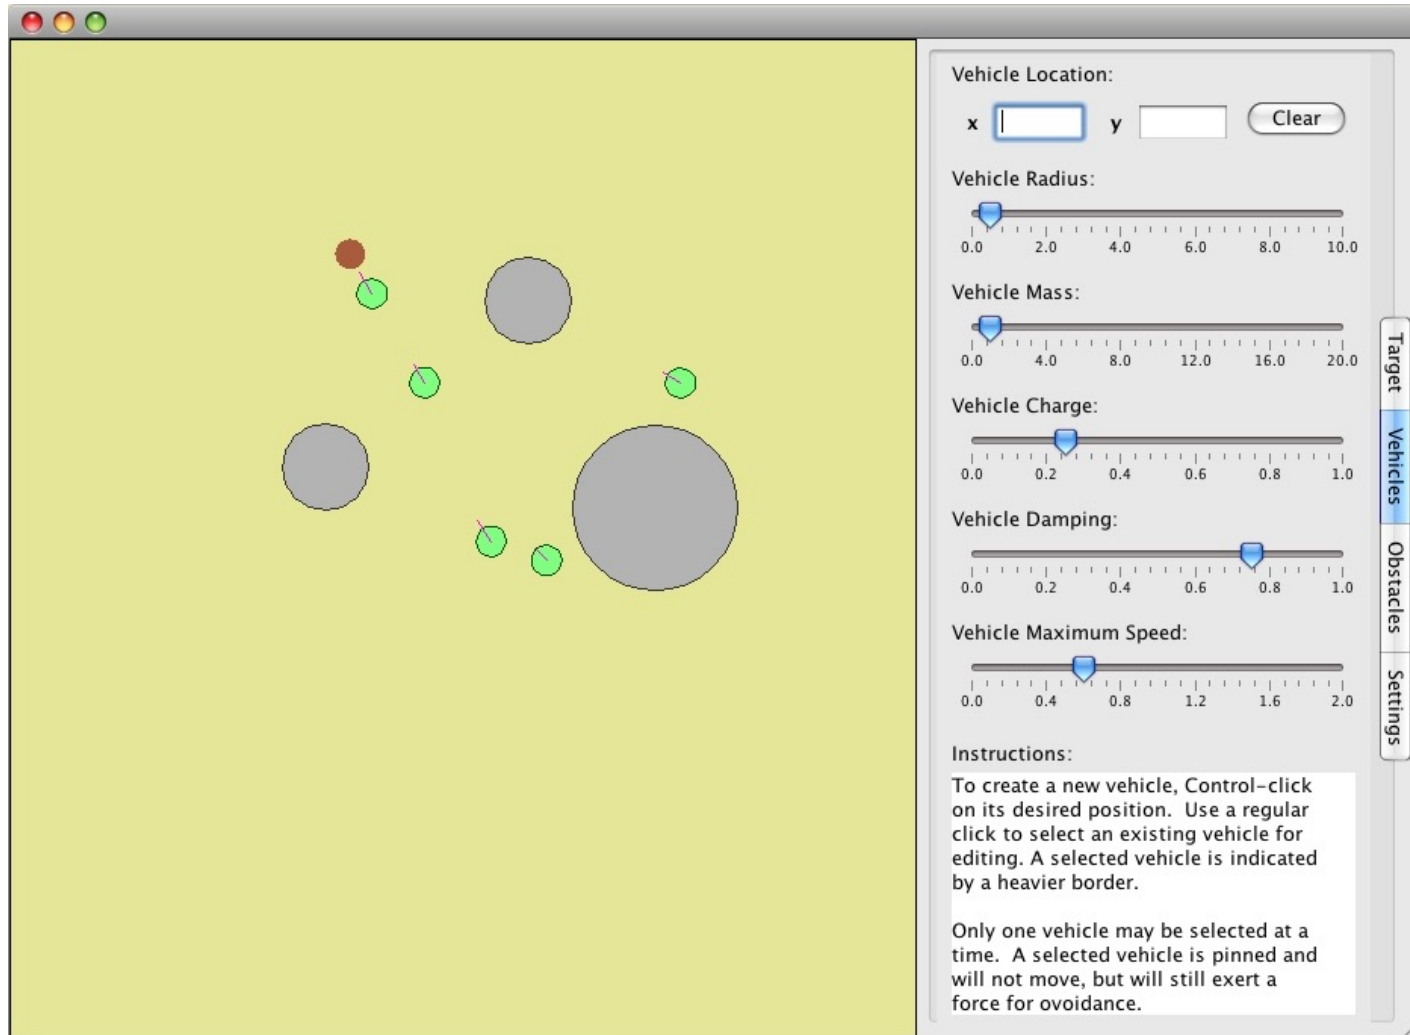 Vehicle Location:
x y Clear
Vehicle Radius:
0.0 2.0 4.0 6.0 8.0 10.0
Vehicle Mass:
0.0 4.0 8.0 12.0 16.0 20.0
Vehicle Charge:
0.0 0.2 0.4 0.6 0.8 1.0
Vehicle Damping:
0.0 0.2 0.4 0.6 0.8 1.0
Vehicle Maximum Speed:
0.0 0.4 0.8 1.2 1.6 2.0
Instructions:
To create a new vehicle, Control-click
on its desired position. Use a regular
click to select an existing vehicle for
editing. A selected vehicle is indicated
by a heavier border.
Only one vehicle may be selected at a
time. A selected vehicle is pinned and
will not move, but will still exert a
force for ovoidance.
Target
Vehicles
Obstacles
Settings